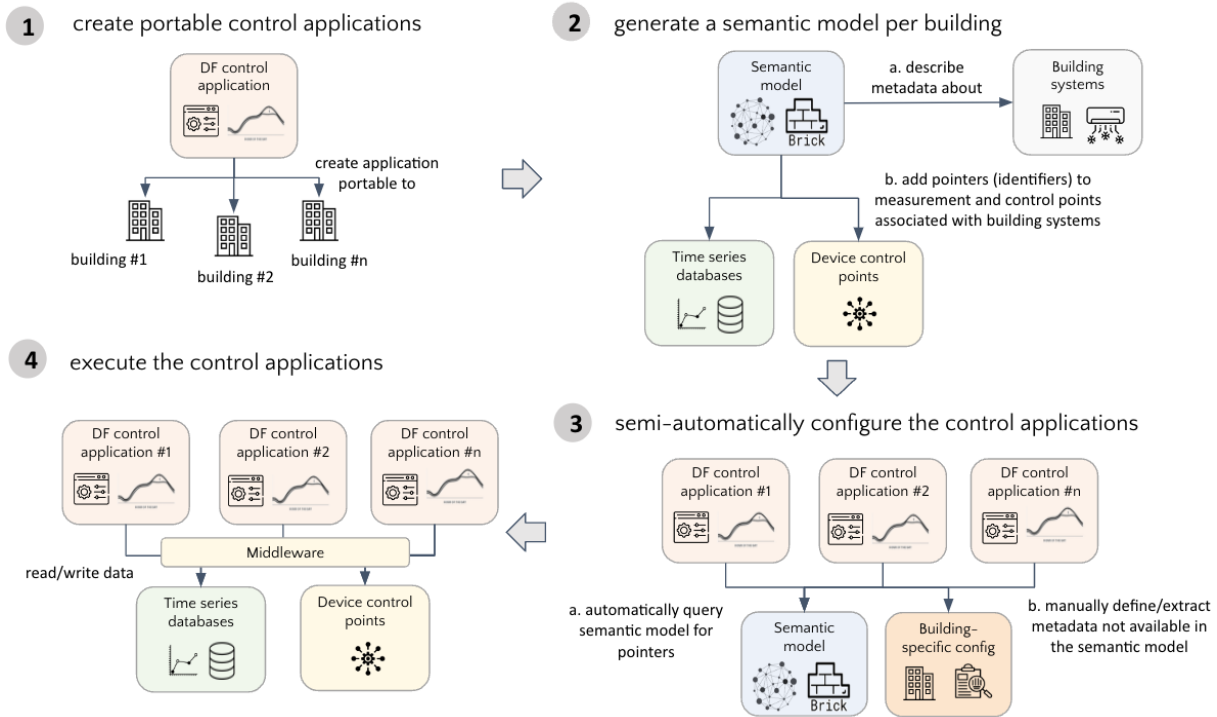 1
create portable control applications
DF control
application
create application
portable to
building #1
building #2
building #n
2
generate a semantic model per building
Semantic
model
Brick
a. describe
metadata about
Building
systems
b. add pointers (identifiers) to
measurement and control points
associated with building systems
Time series
databases
Device control
points
3
semi-automatically configure the control applications
DF control
application #1
DF control
application #2
DF control
application #n
a. automatically query
semantic model for
pointers
Semantic
model
Brick
Building-
specific config
b. manually define/extract
metadata not available in
the semantic model
4
execute the control applications
DF control
application #1
DF control
application #2
DF control
application #n
Middleware
read/write data
Time series
databases
Device control
points